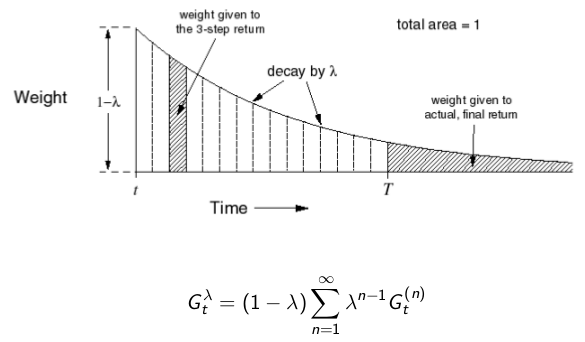 weight given to
the 3-step return
total area = 1
decay by λ
Weight
1−λ
weight given to
actual, final return
t
T
Time
G_t^λ = (1 − λ) ∑_{n=1}^{∞} λ^{n−1} G_t^{(n)}